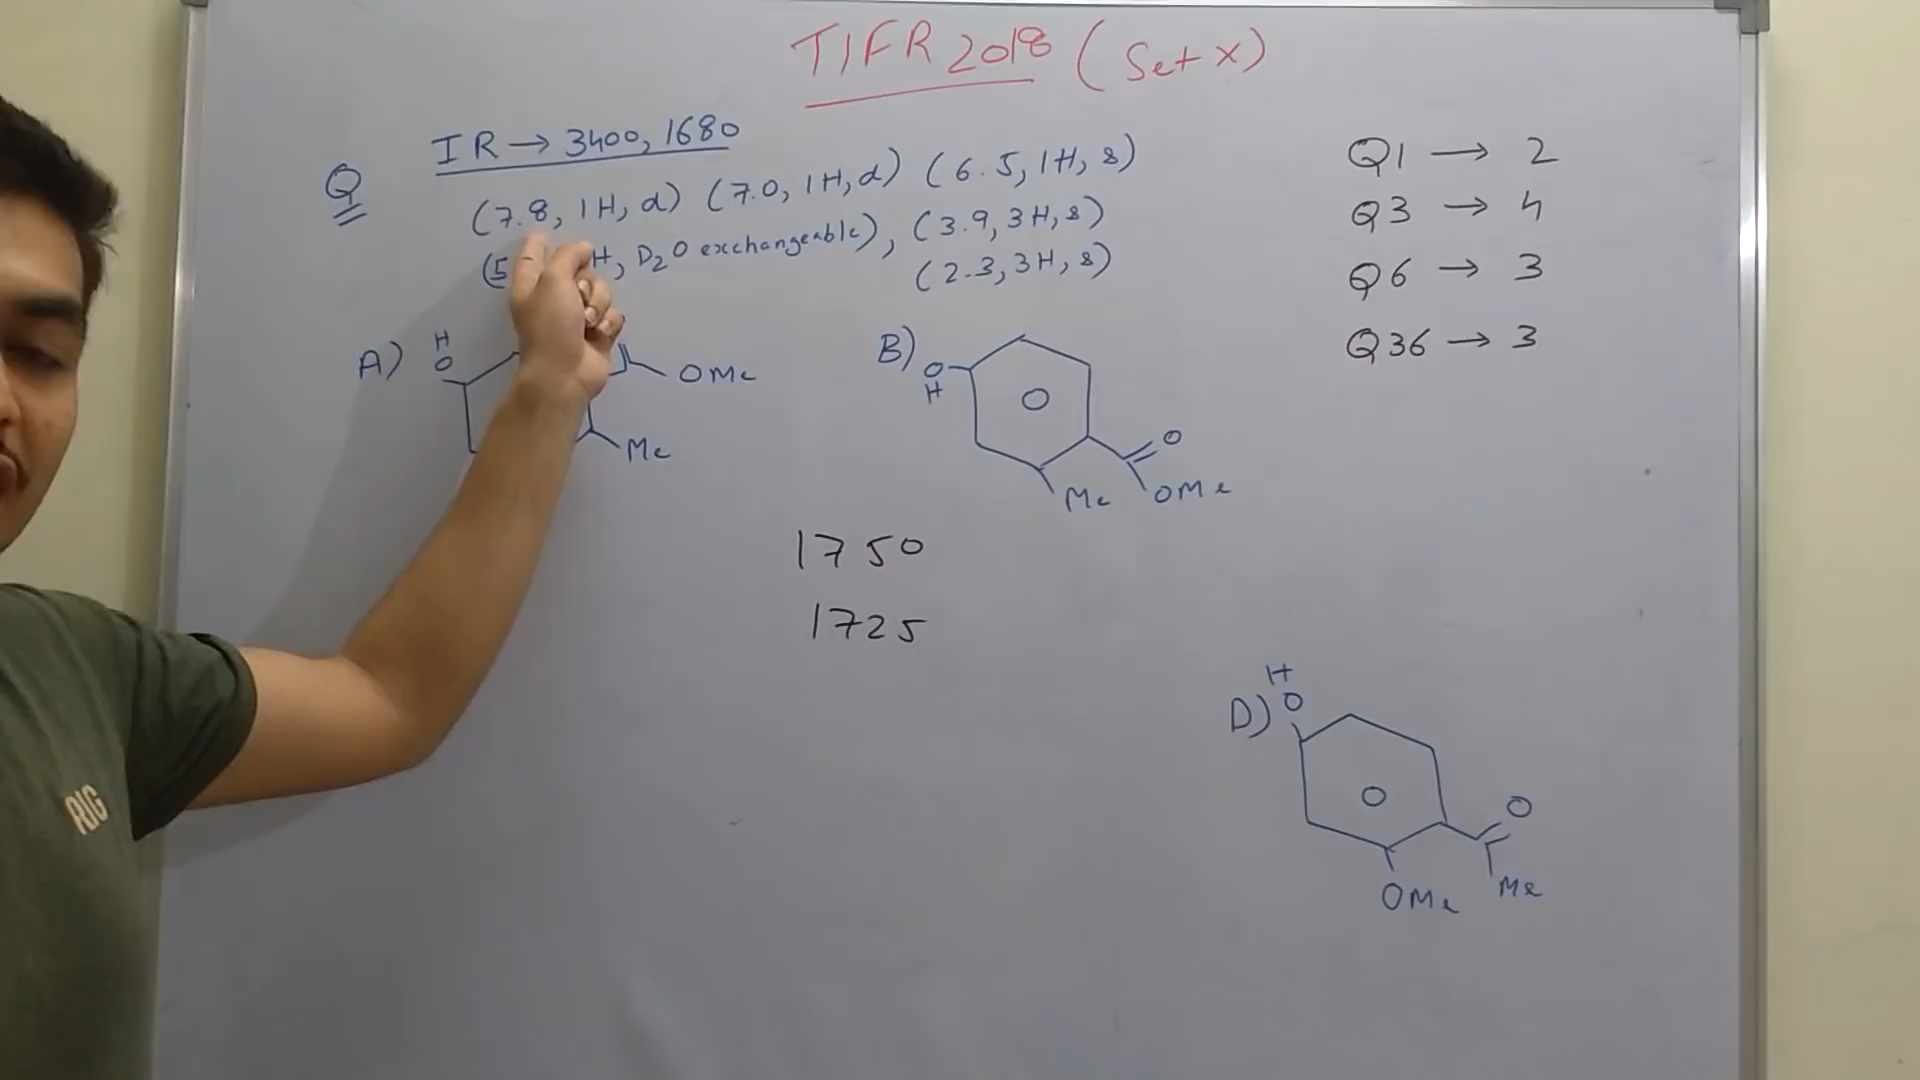 TIFR 2018 (Set X)
IR → 3400, 1680
Q
(7.8, 1H, d) (7.0, 1H, d) (6.5, 1H, s)
(5 H, D2O exchangeable), (3.9, 3H, s)
(2.3, 3H, s)
Q1 → 2
Q3 → 4
Q6 → 3
Q36 → 3
A) H
O
OMe
Me
B) O
H
O
O
Me
OMe
1750
1725
D) H
O
O
O
OMe
Me
RIG